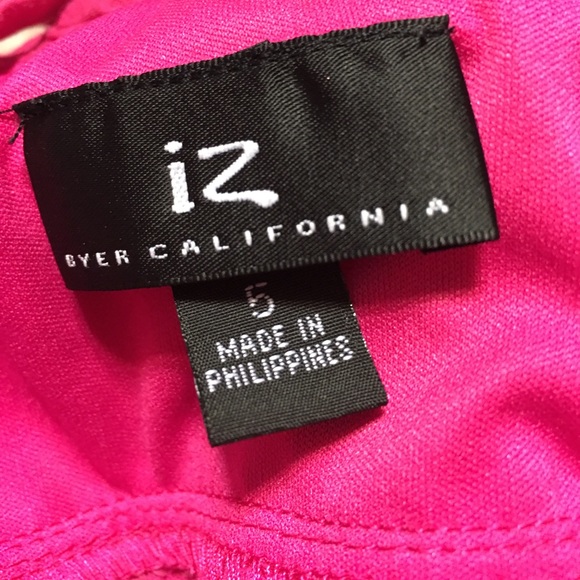 iz
BYER CALIFORNIA
5
MADE IN
PHILIPPINES